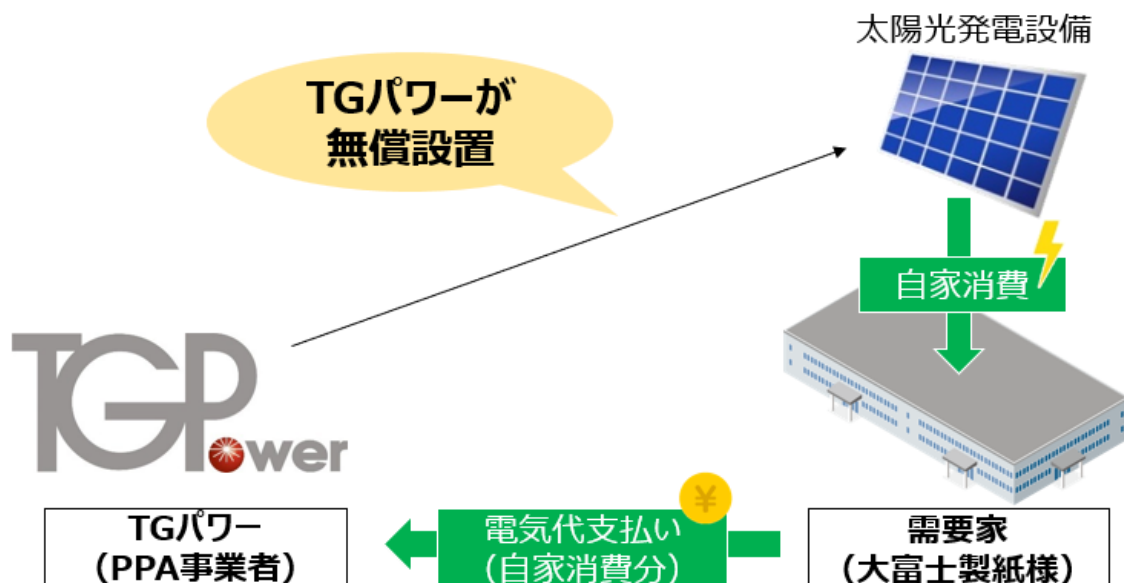 太陽光発電設備
TGパワーが
無償設置
自家消費
TGPower
¥
TGパワー
（PPA事業者）
電気代支払い
（自家消費分）
需要家
（大富士製紙様）